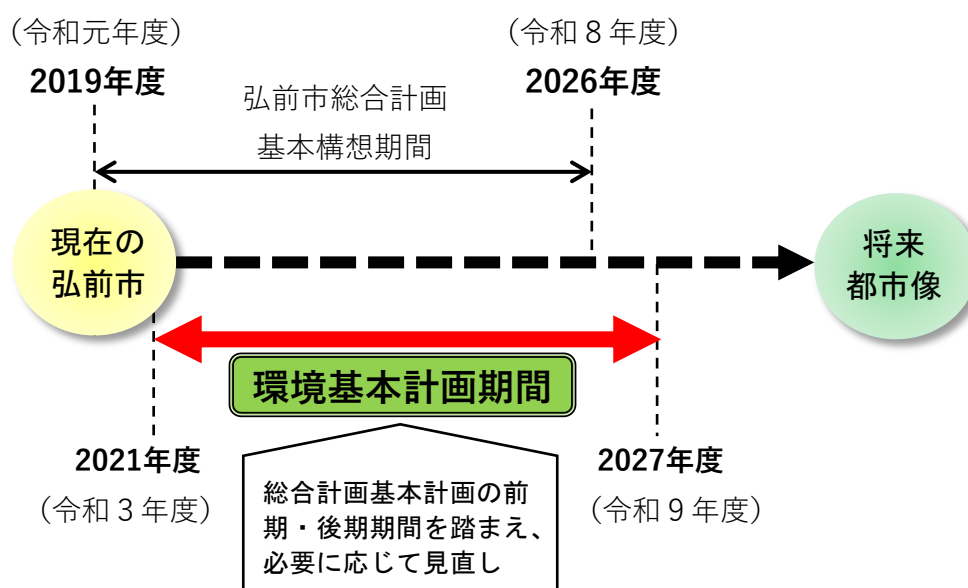 （令和元年度）
2019年度
（令和８年度）
2026年度
弘前市総合計画
基本構想期間
現在の
弘前市
将来
都市像
環境基本計画期間
2021年度
（令和３年度）
2027年度
（令和９年度）
総合計画基本計画の前
期・後期期間を踏まえ、
必要に応じて見直し